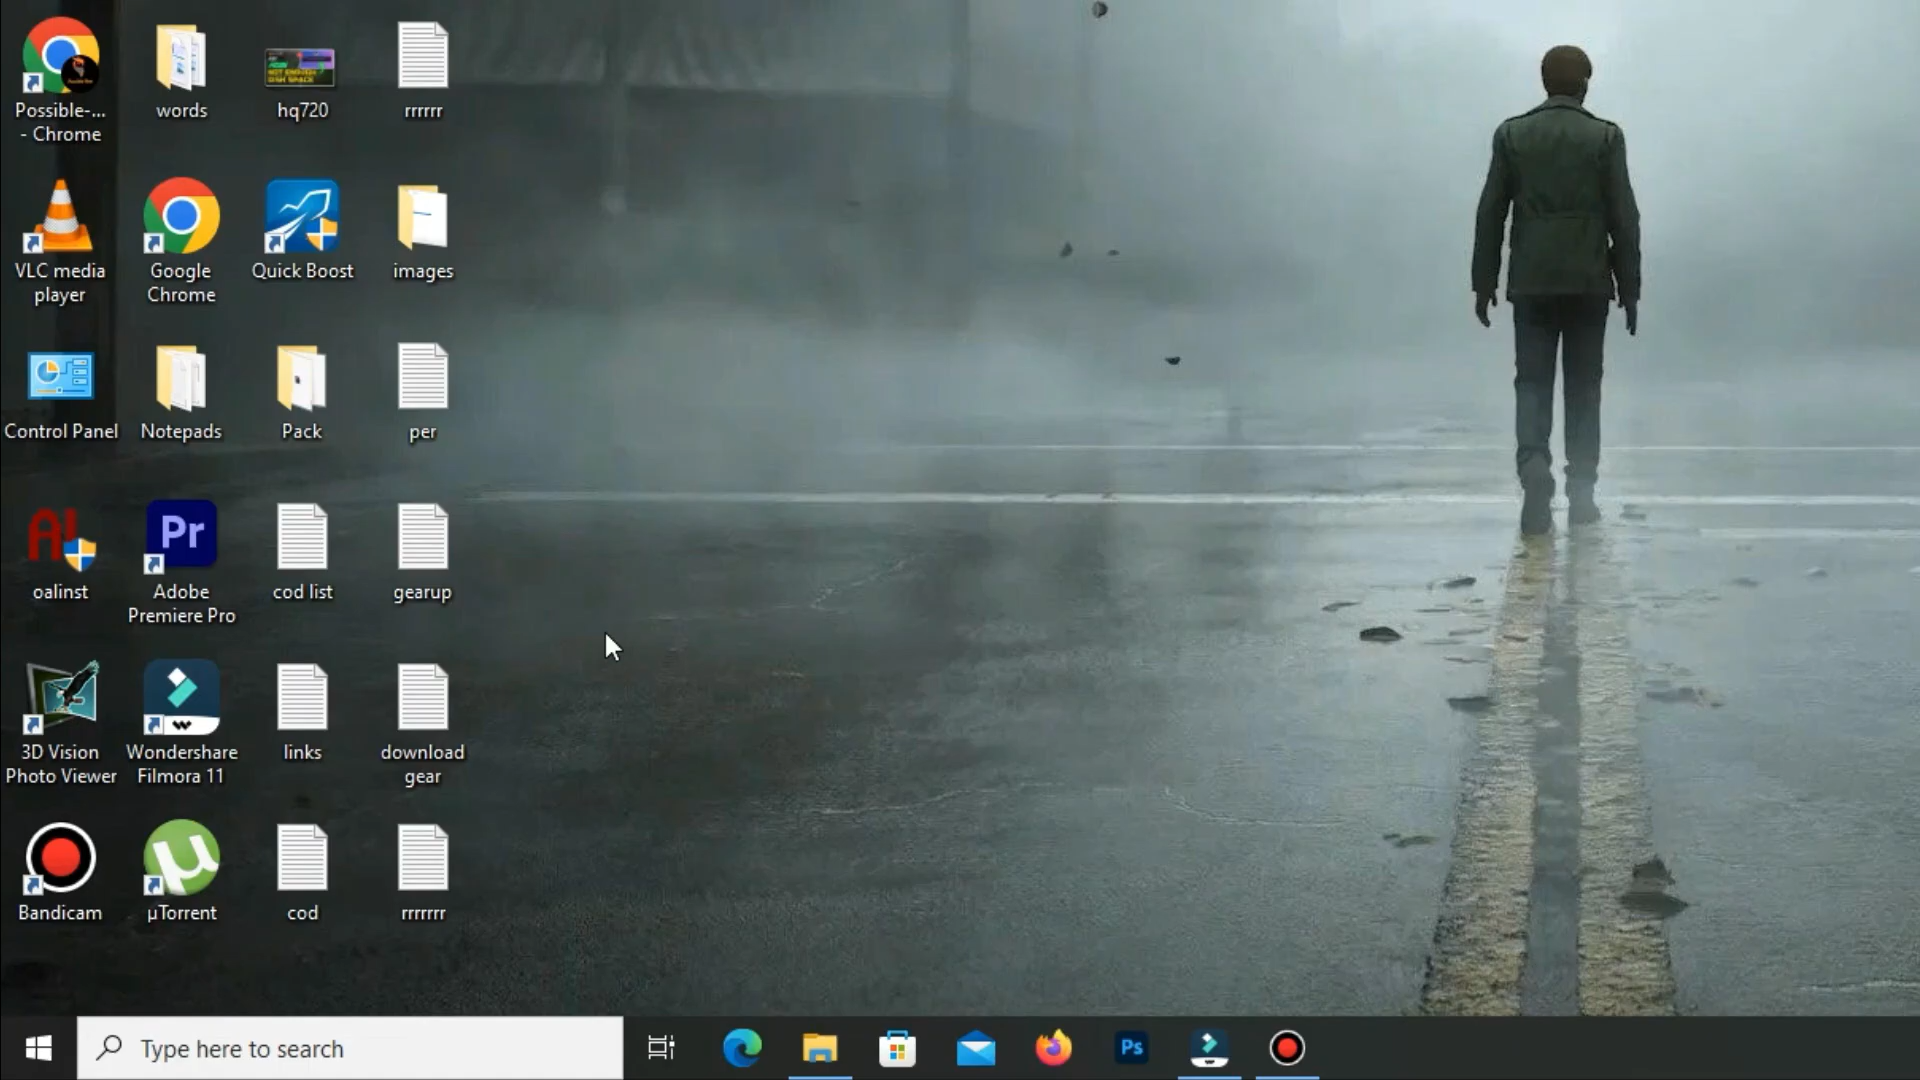 Possible-...
- Chrome
words
hq720
rrrrrr
VLC media
player
Google
Chrome
Quick Boost
images
Control Panel
Notepads
Pack
per
oalinst
Pr
Adobe
Premiere Pro
cod list
gearup
3D Vision
Photo Viewer
Wondershare
Filmora 11
links
download
gear
Bandicam
µTorrent
cod
rrrrrrr
Type here to search
Ps